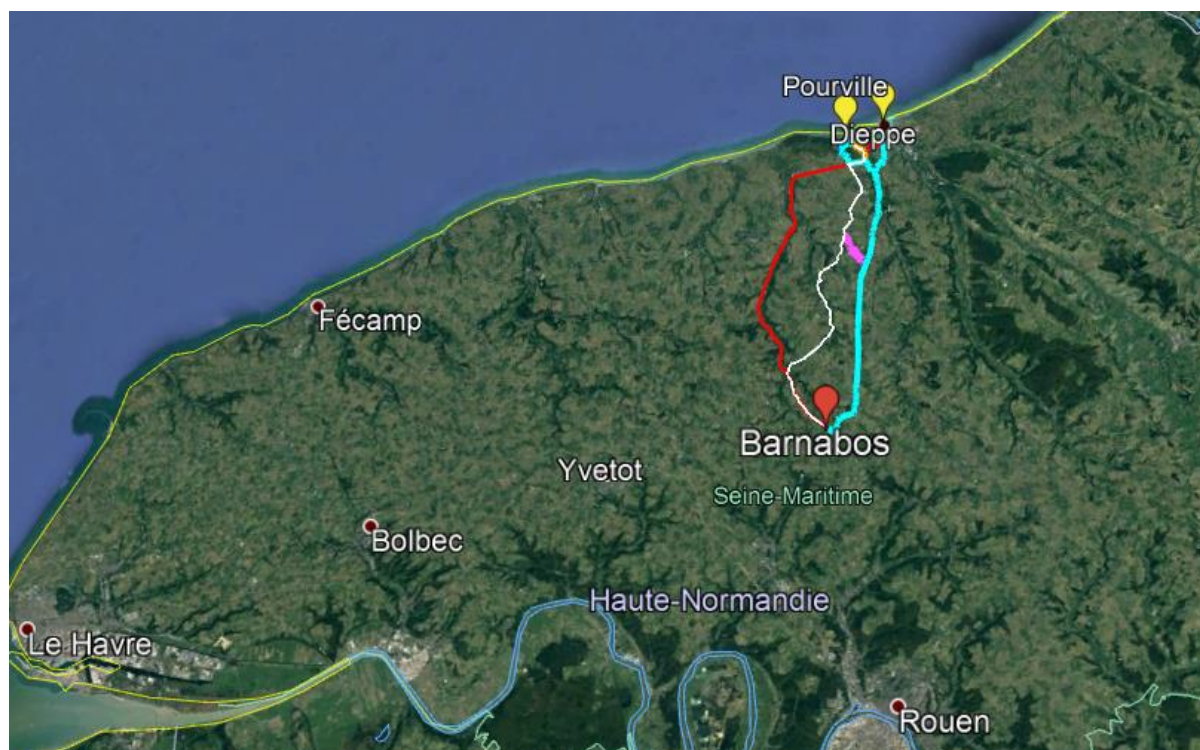 Pourville
Dieppe
Fécamp
Barnabos
Yvetot
Seine-Maritime
Bolbec
Haute-Normandie
Le Havre
Rouen